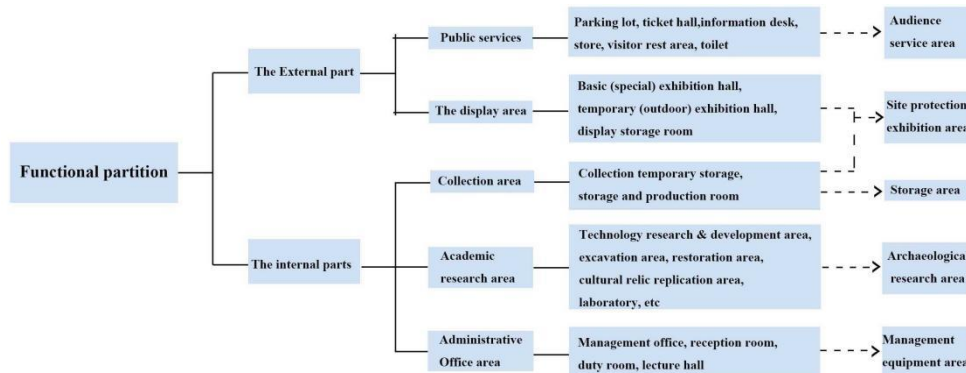 Functional partition
The External part
The internal parts
Public services
The display area
Collection area
Academic
research area
Administrative
Office area
Parking lot, ticket hall,information desk,
store, visitor rest area, toilet
Basic (special) exhibition hall,
temporary (outdoor) exhibition hall,
display storage room
Collection temporary storage,
storage and production room
Technology research & development area,
excavation area, restoration area,
cultural relic replication area,
laboratory, etc
Management office, reception room,
duty room, lecture hall
Audience
service area
Site protection
exhibition area
Storage area
Archaeological
research area
Management
equipment area